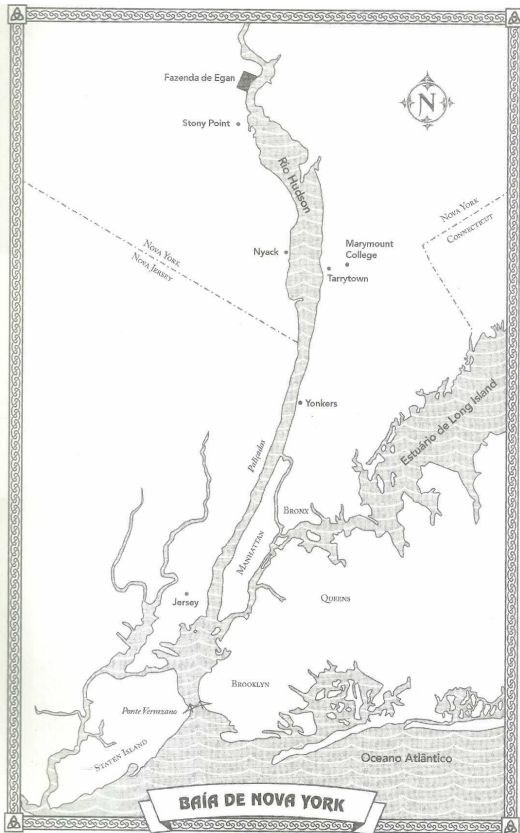 Fazenda de Egan
N
Stony Point
Rio Hudson
Nova York
Connecticut
Nova York
Nova Jersey
Nyack
Marymount
College
Tarrytown
Yonkers
Estuário de Long Island
Paliçadas
Bronx
Manhattan
Jersey
Queens
Brooklyn
Ponte Verrazano
Staten Island
Oceano Atlântico
BAÍA DE NOVA YORK